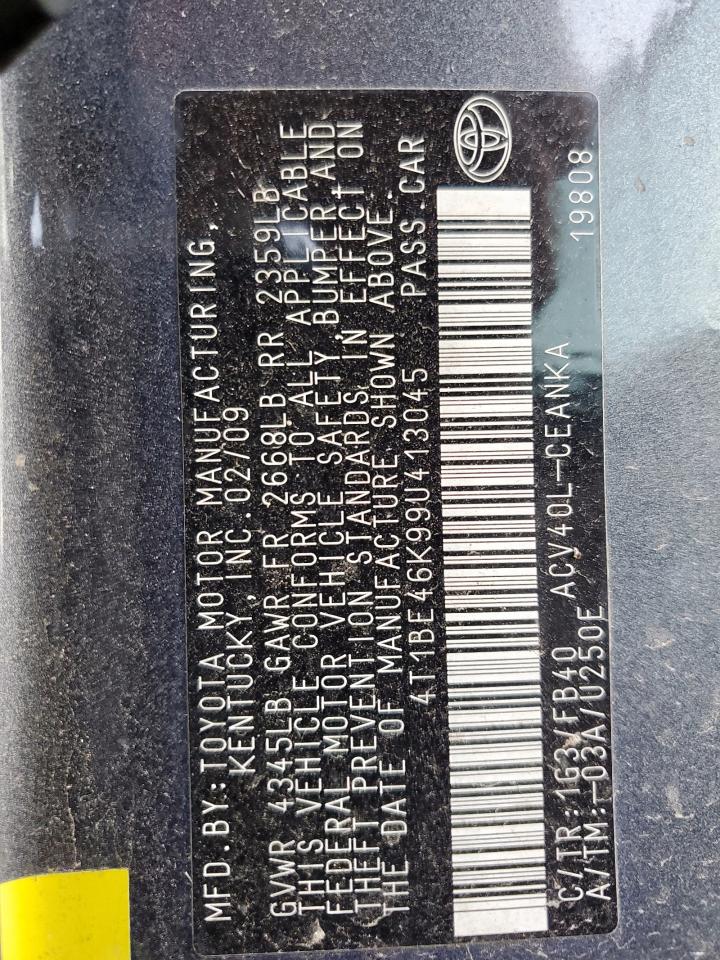 MFD.BY: TOYOTA MOTOR MANUFACTURING,
KENTUCKY, INC. 02/09
GVWR 4345LB GAWR FR 2668LB RR 2359LB
THIS VEHICLE CONFORMS TO ALL APPLICABLE
FEDERAL MOTOR VEHICLE SAFETY, BUMPER, AND
THEFT PREVENTION STANDARDS IN EFFECT ON
THE DATE OF MANUFACTURE SHOWN ABOVE.
4T1BE46K99U413045 PASS.CAR
C/TR: 1G3/FB40 ACV40L-CEANKA
A/TM: -03A/U250E 19808